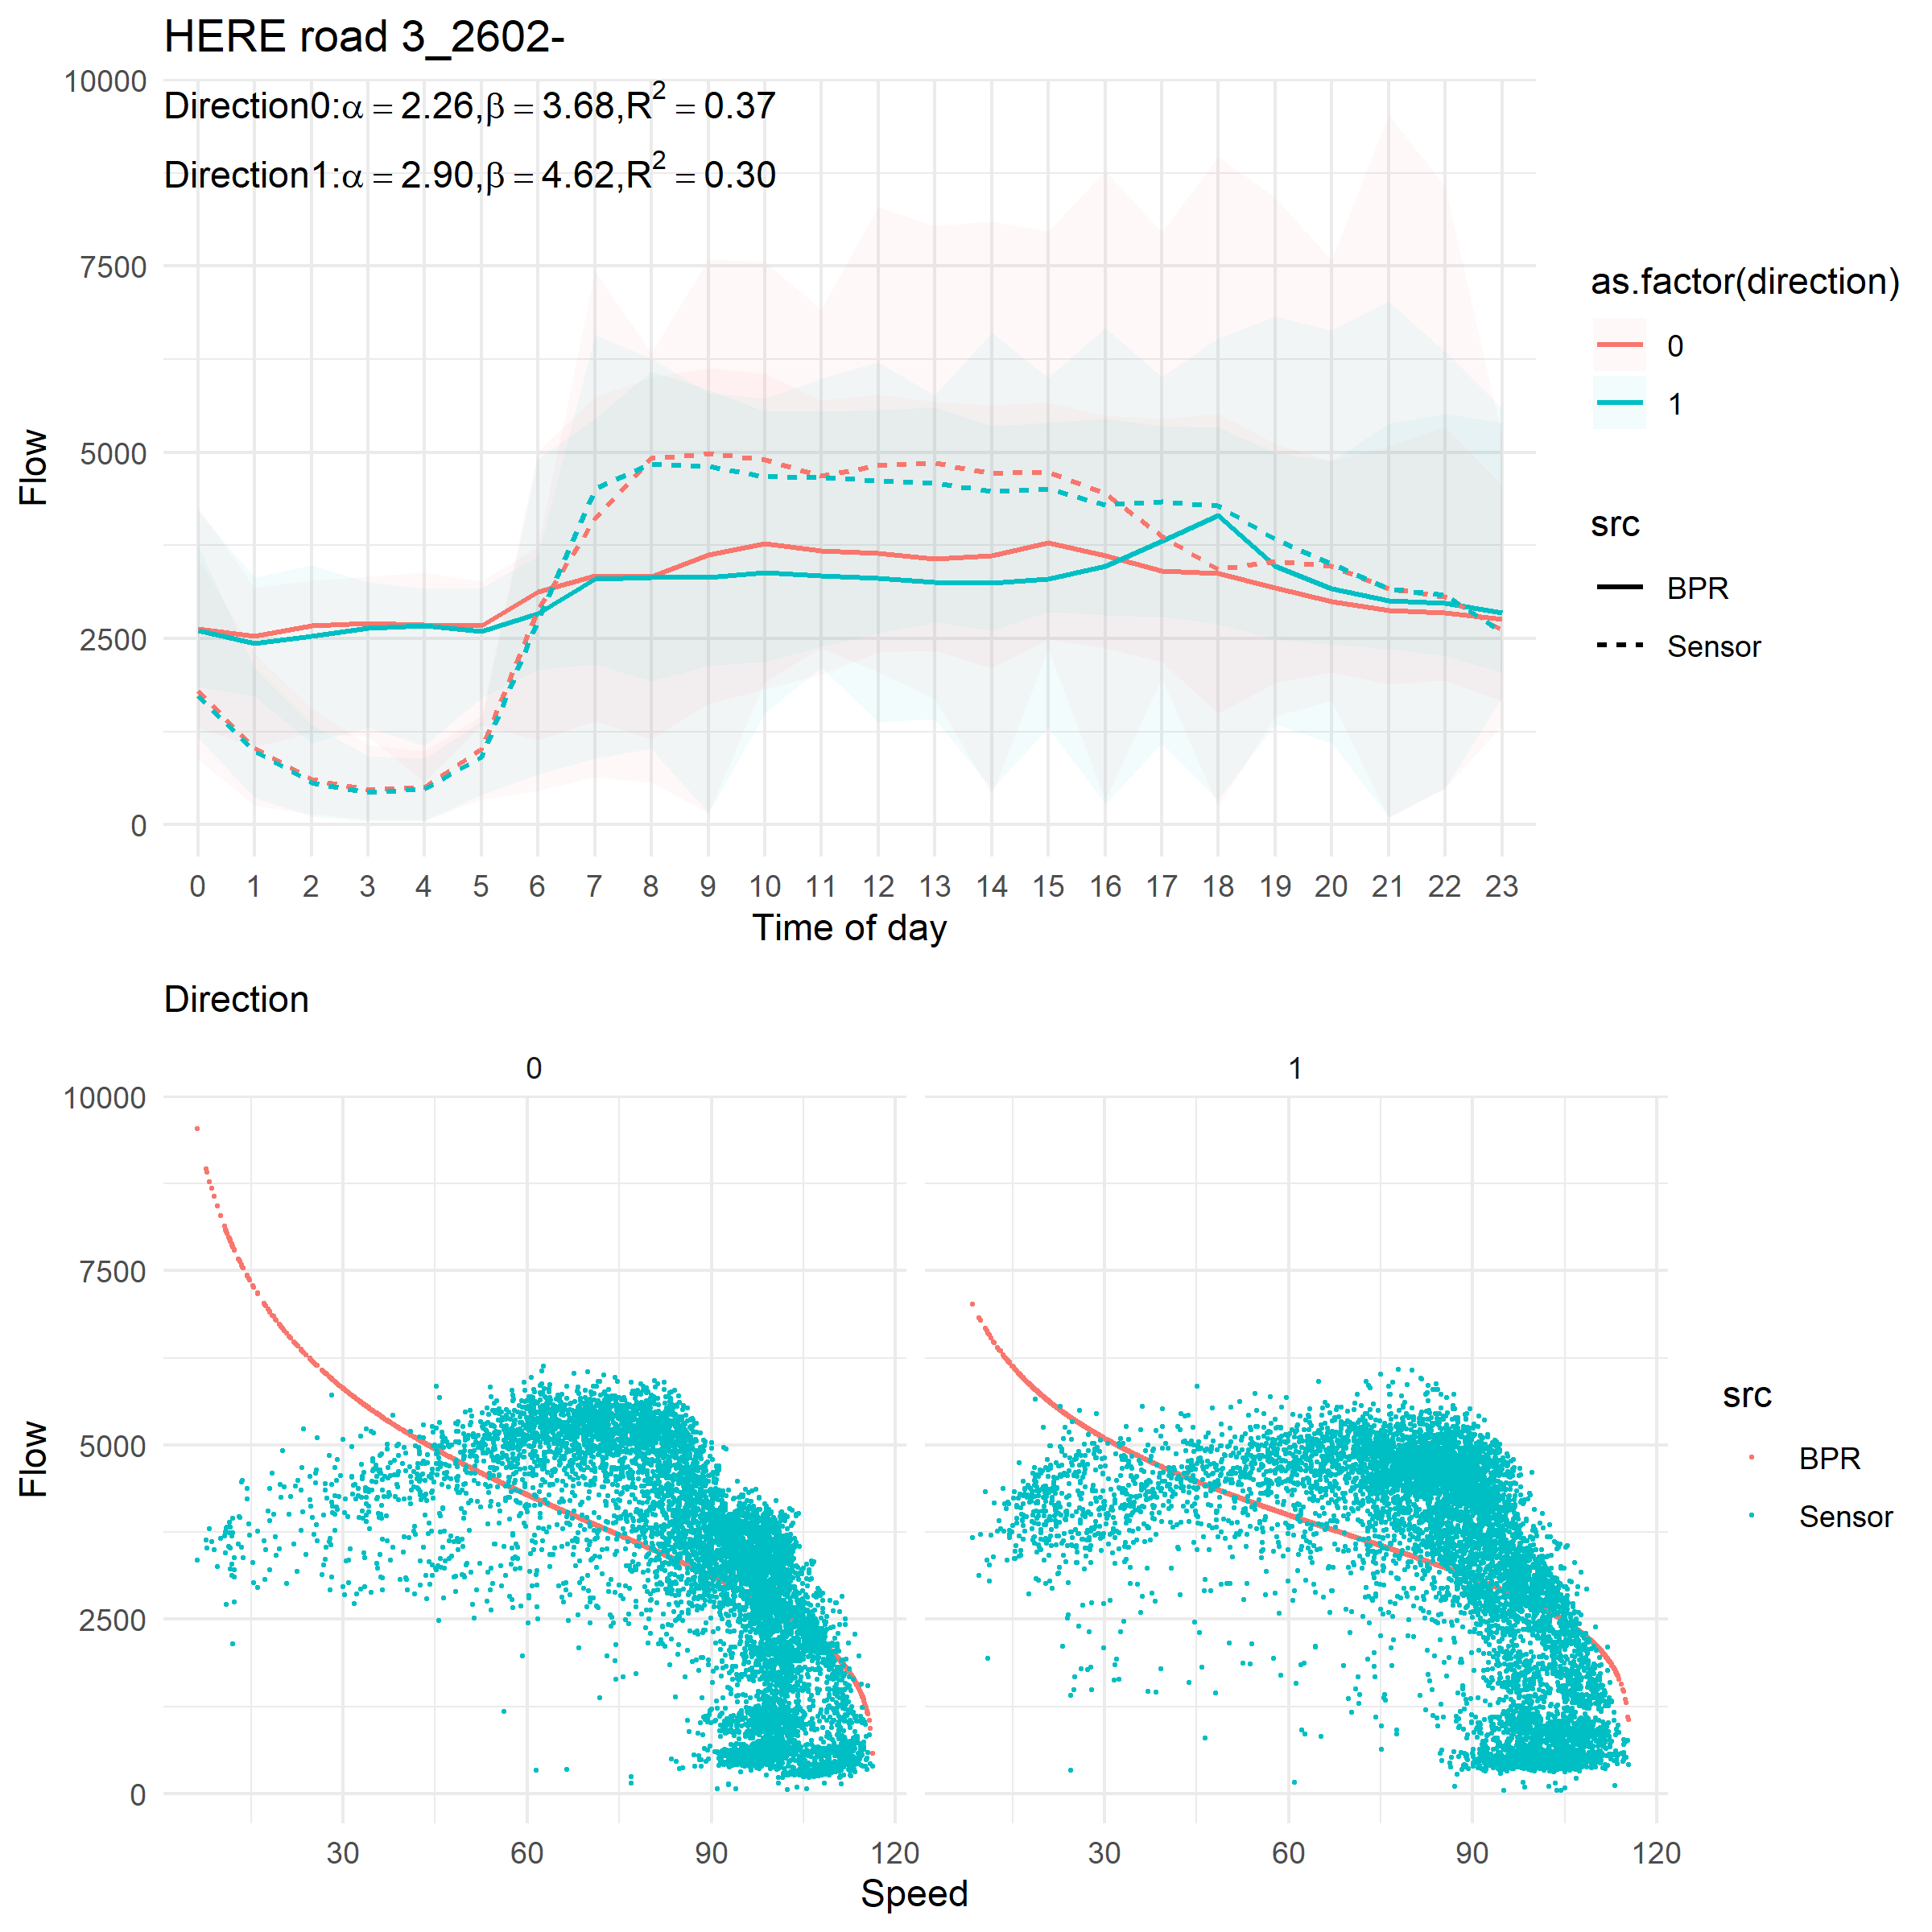 HERE road 3_2602-
10000
Direction0:α = 2.26,β = 3.68,R² = 0.37
Direction1:α = 2.90,β = 4.62,R² = 0.30
7500
5000
2500
0
Flow
0 1 2 3 4 5 6 7 8 9 10 11 12 13 14 15 16 17 18 19 20 21 22 23
Time of day
as.factor(direction)
0
1
src
BPR
Sensor
Direction
0 1
10000
7500
5000
2500
0
Flow
30 60 90 120 30 60 90 120
Speed
src
BPR
Sensor